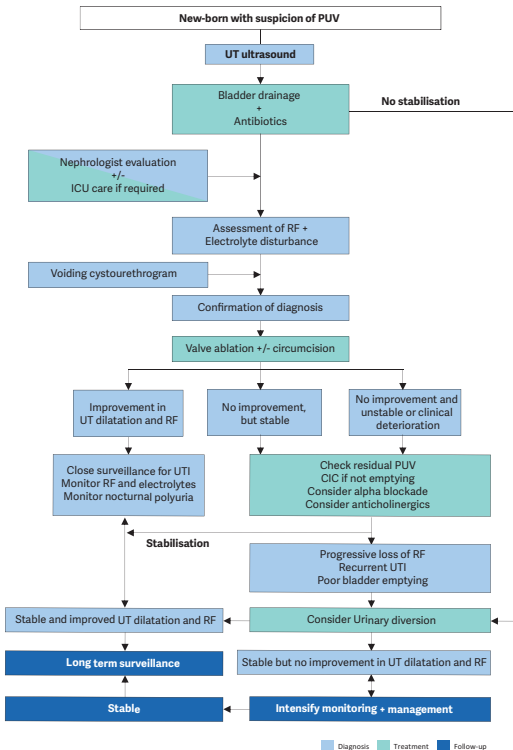 New-born with suspicion of PUV
UT ultrasound
Bladder drainage
+
Antibiotics
No stabilisation
Nephrologist evaluation
+/-
ICU care if required
Assessment of RF +
Electrolyte disturbance
Voiding cystourethrogram
Confirmation of diagnosis
Valve ablation +/- circumcision
Improvement in
UT dilatation and RF
No improvement,
but stable
No improvement and
unstable or clinical
deterioration
Close surveillance for UTI
Monitor RF and electrolytes
Monitor nocturnal polyuria
Check residual PUV
CIC if not emptying
Consider alpha blockade
Consider anticholinergics
Stabilisation
Progressive loss of RF
Recurrent UTI
Poor bladder emptying
Stable and improved UT dilatation and RF
Consider Urinary diversion
Long term surveillance
Stable but no improvement in UT dilatation and RF
Stable
Intensify monitoring + management
Diagnosis
Treatment
Follow-up